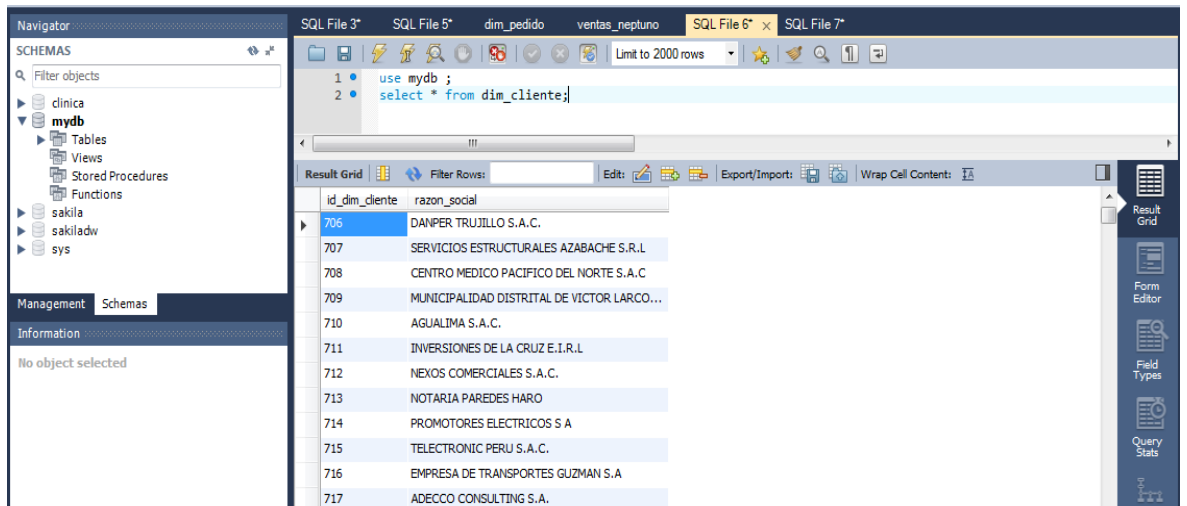 Navigator
SCHEMAS
Filter objects
clinica
mydb
Tables
Views
Stored Procedures
Functions
sakila
sakiladw
sys
Management Schemas
Information
No object selected
SQL File 3* SQL File 5* dim_pedido ventas_neptuno SQL File 6* SQL File 7*
Limit to 2000 rows
1 use mydb ;
2 select * from dim_cliente;
Result Grid Filter Rows: Edit: Export/Import: Wrap Cell Content:
id_dim_cliente razon_social
706 DANPER TRUJILLO S.A.C.
707 SERVICIOS ESTRUCTURALES AZABACHE S.R.L
708 CENTRO MEDICO PACIFICO DEL NORTE S.A.C
709 MUNICIPALIDAD DISTRITAL DE VICTOR LARCO...
710 AGUALIMA S.A.C.
711 INVERSIONES DE LA CRUZ E.I.R.L
712 NEXOS COMERCIALES S.A.C.
713 NOTARIA PAREDES HARO
714 PROMOTORES ELECTRICOS S A
715 TELECTRONIC PERU S.A.C.
716 EMPRESA DE TRANSPORTES GUZMAN S.A
717 ADECCO CONSULTING S.A.
Result
Grid
Form
Editor
Field
Types
Query
Stats